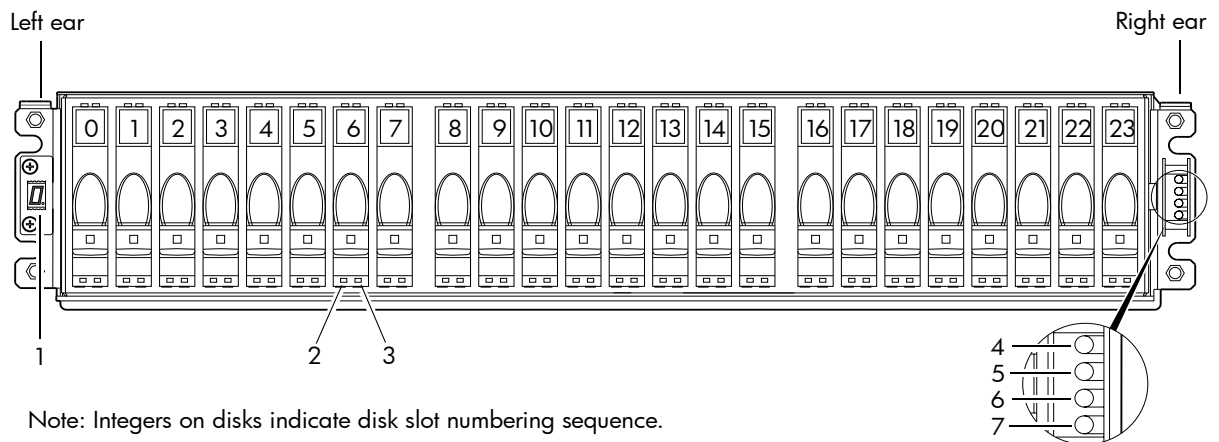 Left ear
Right ear
0 1 2 3 4 5 6 7 8 9 10 11 12 13 14 15 16 17 18 19 20 21 22 23
0
1
2
3
4
5
6
7
Note: Integers on disks indicate disk slot numbering sequence.